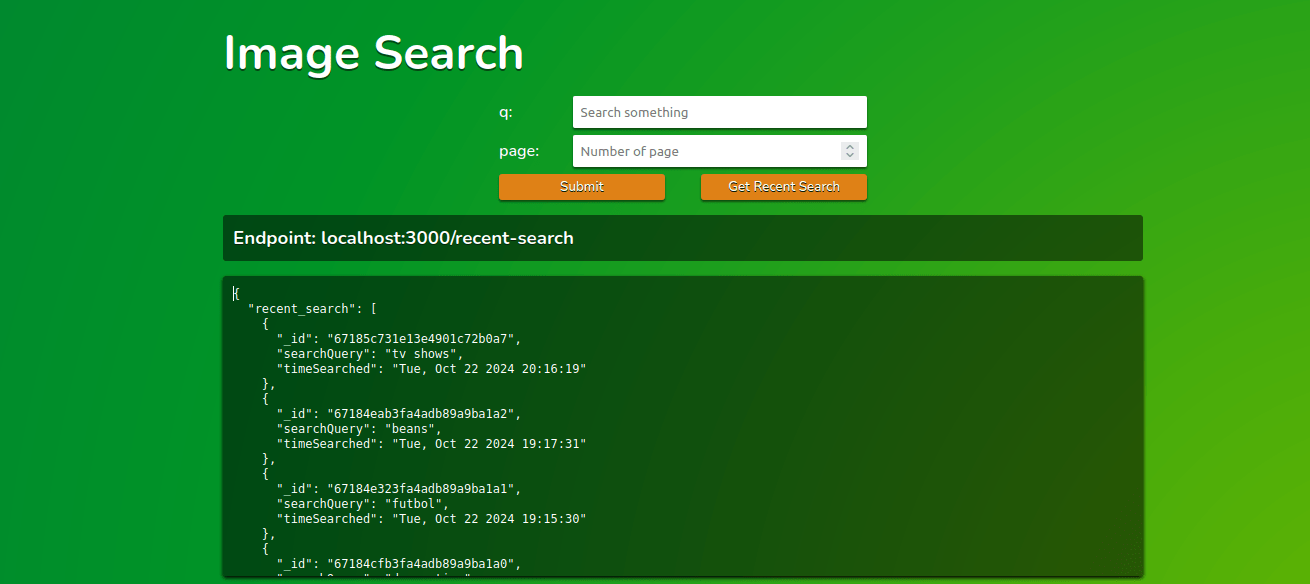 Image Search
q: Search something
page: Number of page
Submit Get Recent Search
Endpoint: localhost:3000/recent-search
{
  "recent_search": [
    {
      "_id": "67185c731e13e4901c72b0a7",
      "searchQuery": "tv shows",
      "timeSearched": "Tue, Oct 22 2024 20:16:19"
    },
    {
      "_id": "67184eab3fa4adb89a9ba1a2",
      "searchQuery": "beans",
      "timeSearched": "Tue, Oct 22 2024 19:17:31"
    },
    {
      "_id": "67184e323fa4adb89a9ba1a1",
      "searchQuery": "futbol",
      "timeSearched": "Tue, Oct 22 2024 19:15:30"
    },
    {
      "_id": "67184cfb3fa4adb89a9ba1a0",